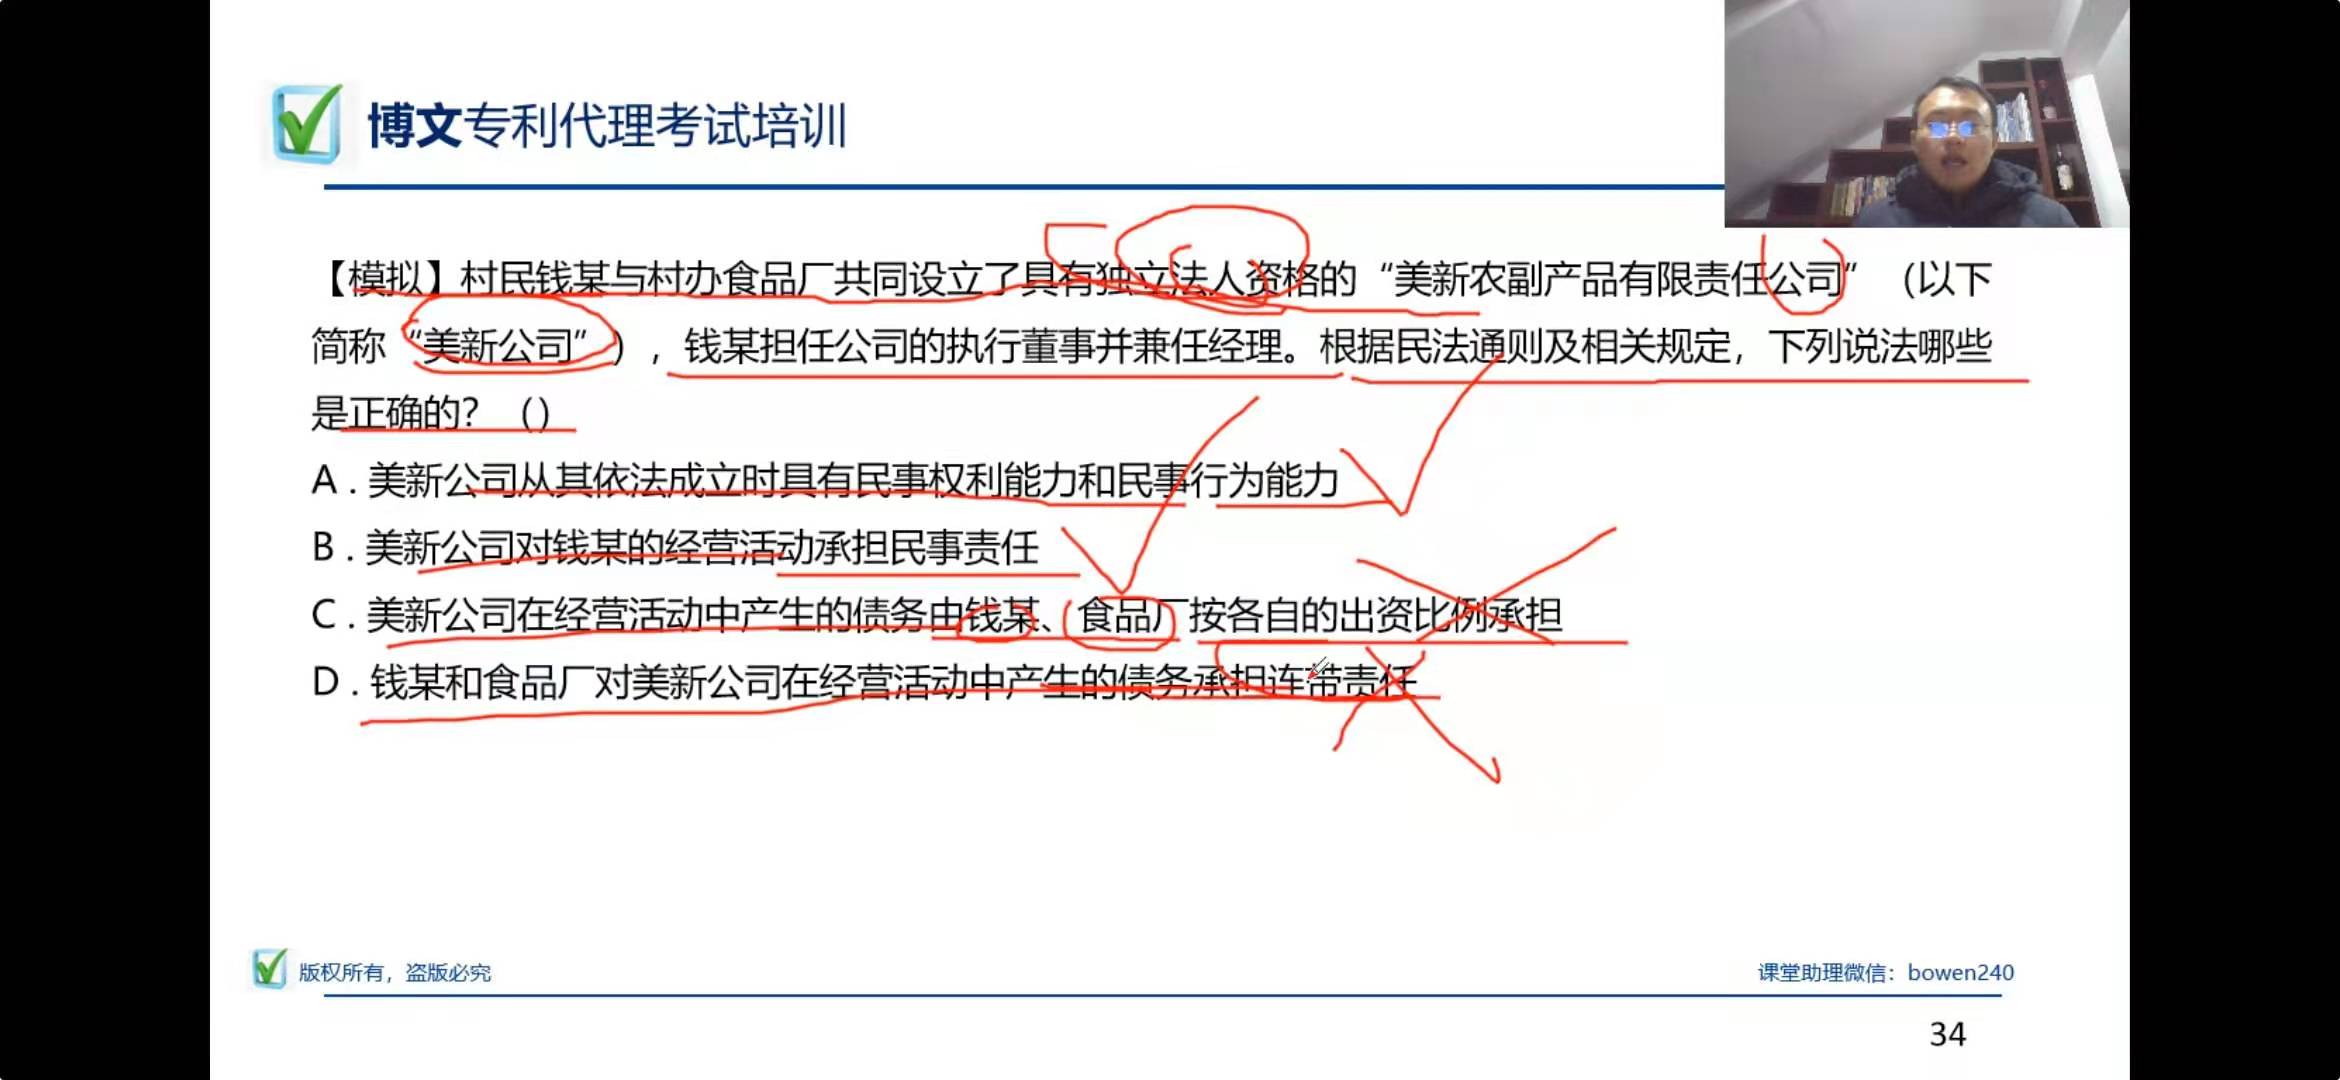 博文专利代理考试培训
【模拟】村民钱某与村办食品厂共同设立了具有独立法人资格的“美新农副产品有限责任公司”（以下
简称“美新公司”），钱某担任公司的执行董事并兼任经理。根据民法通则及相关规定，下列说法哪些
是正确的？（）
A . 美新公司从其依法成立时具有民事权利能力和民事行为能力
B . 美新公司对钱某的经营活动承担民事责任
C . 美新公司在经营活动中产生的债务由钱某、食品厂按各自的出资比例承担
D . 钱某和食品厂对美新公司在经营活动中产生的债务承担连带责任
版权所有，盗版必究
课堂助理微信：bowen240
34